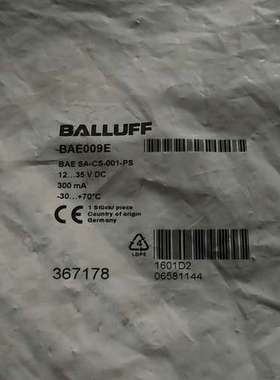 BALLUFF
BAE009E
BAE SA-CS-001-PS
12...35 V DC
300 mA
-30...+70°C
CE
1 Stück/ piece
Country of origin
Germany
4
LDPE
367178
1601D2
06581144